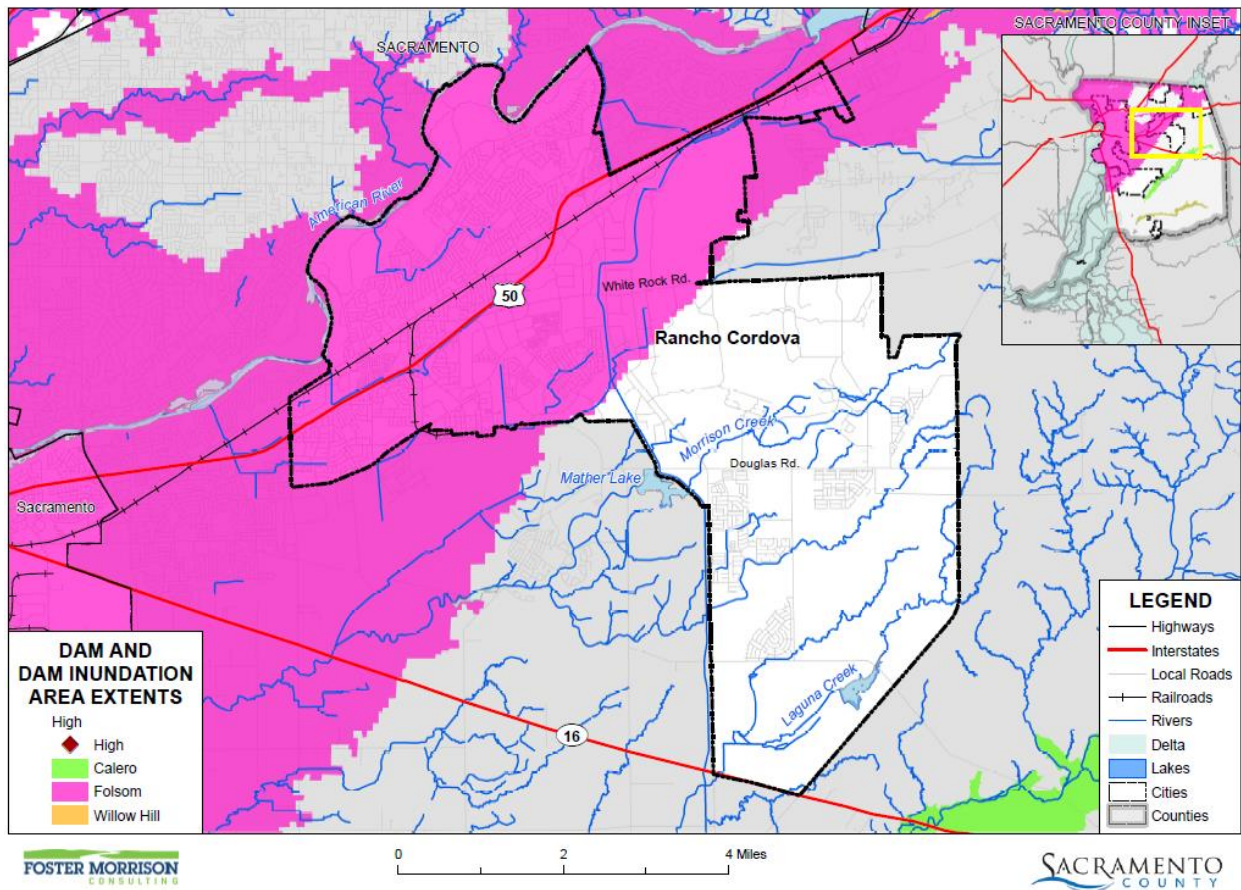 SACRAMENTO
SACRAMENTO COUNTY INSET
American River
50
White Rock Rd.
Rancho Cordova
Morrison Creek
Douglas Rd.
Mather Lake
Sacramento
Laguna Creek
16
DAM AND
DAM INUNDATION
AREA EXTENTS
High
High
Calero
Folsom
Willow Hill
LEGEND
Highways
Interstates
Local Roads
Railroads
Rivers
Delta
Lakes
Cities
Counties
FOSTER MORRISON
CONSULTING
0 2 4 Miles
SACRAMENTO
COUNTY